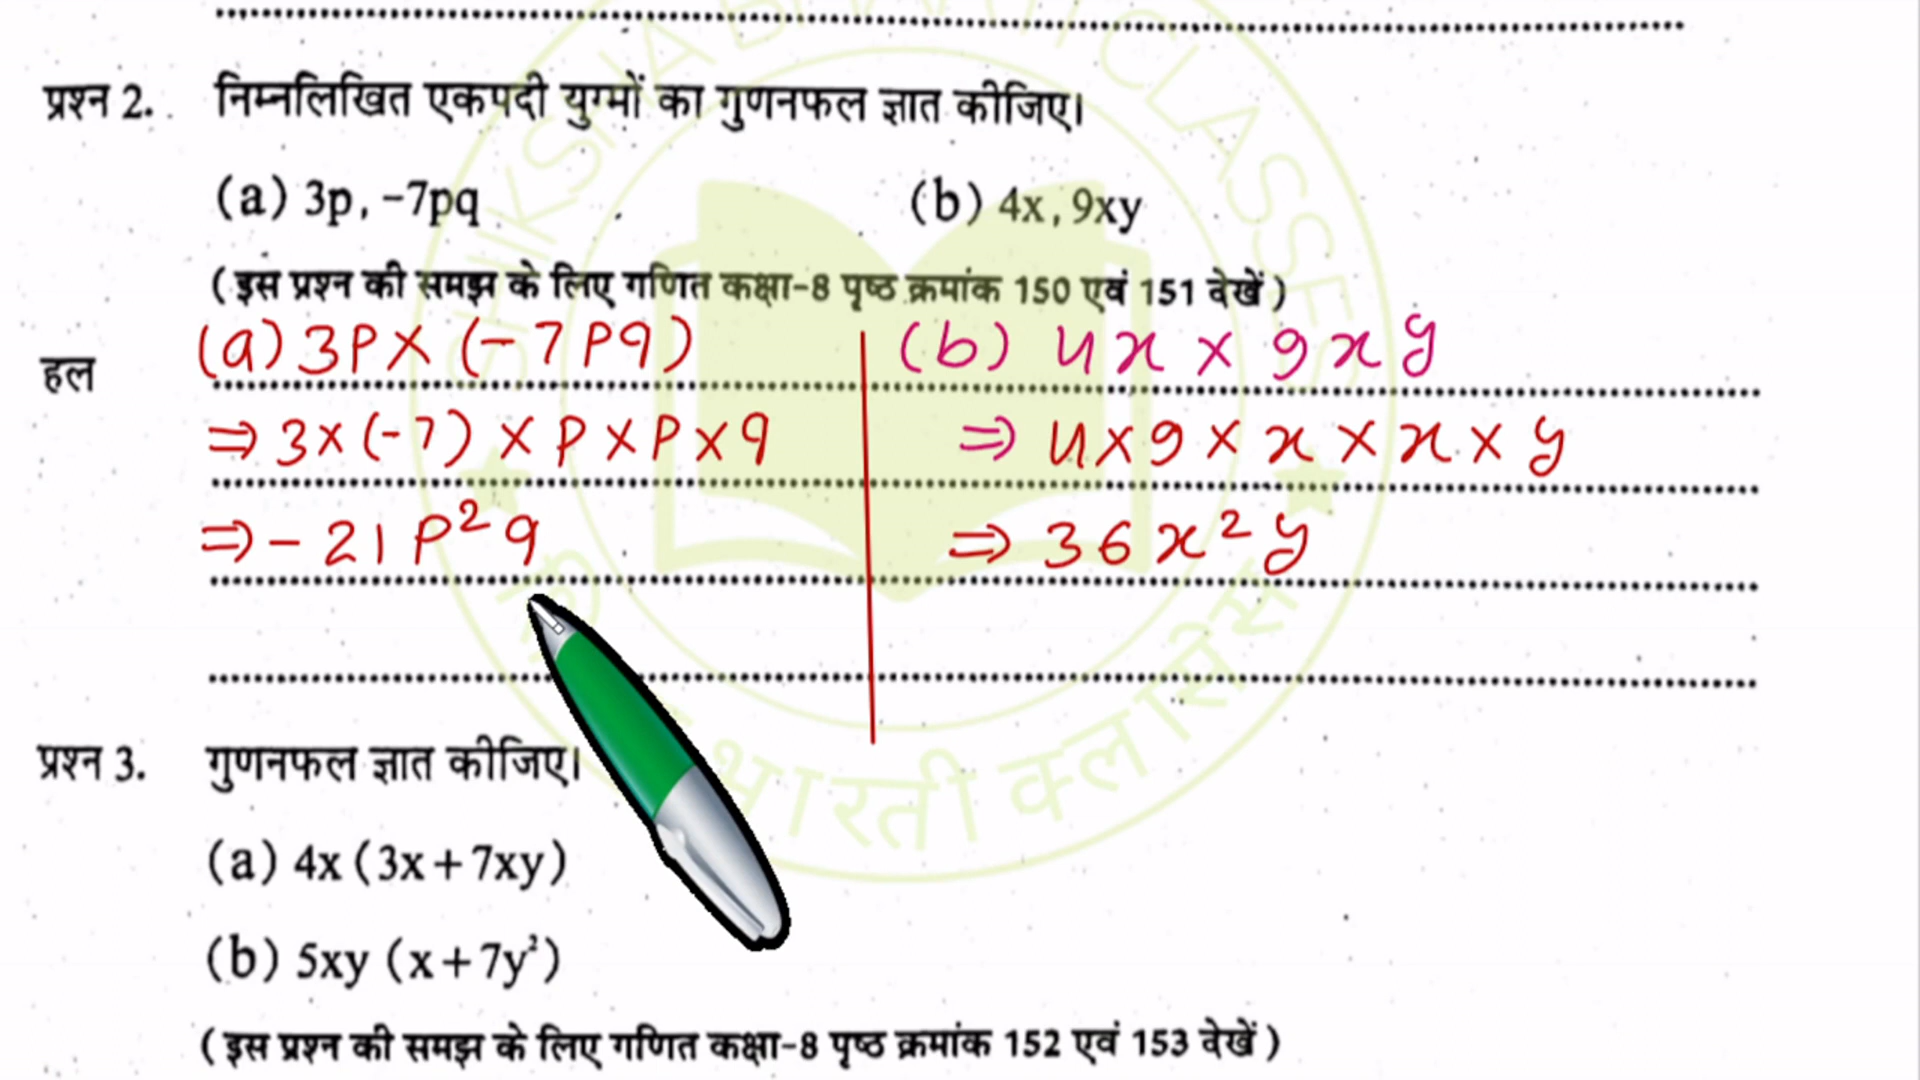 प्रश्न 2. निम्नलिखित एकपदी युग्मों का गुणनफल ज्ञात कीजिए।
(a) 3p, -7pq (b) 4x, 9xy
( इस प्रश्न की समझ के लिए गणित कक्षा-8 पृष्ठ क्रमांक 150 एवं 151 देखें )
हल (a) 3P × (-7Pq) (b) 4x × 9xy
⇒ 3×(-7) × P × P × q ⇒ 4×9×x×x×y
⇒ -21P²q ⇒ 36x²y
प्रश्न 3. गुणनफल ज्ञात कीजिए।
(a) 4x (3x+7xy)
(b) 5xy (x+7y²)
( इस प्रश्न की समझ के लिए गणित कक्षा-8 पृष्ठ क्रमांक 152 एवं 153 देखें )
भारती क्लासेस